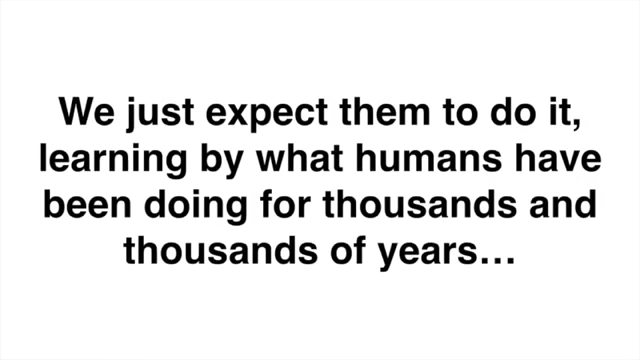 We just expect them to do it,
learning by what humans have
been doing for thousands and
thousands of years…